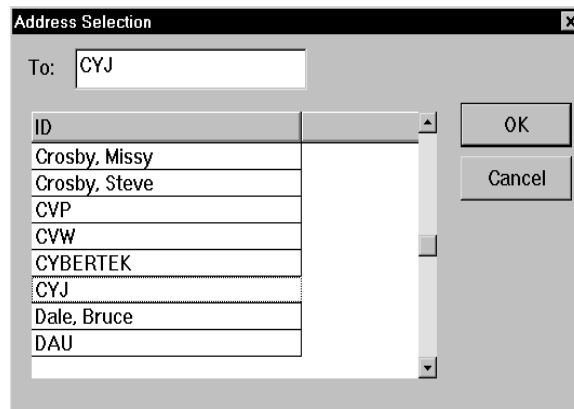 Address Selection
To: CYJ
ID
Crosby, Missy
Crosby, Steve
CVP
CVW
CYBERTEK
CYJ
Dale, Bruce
DAU
OK
Cancel